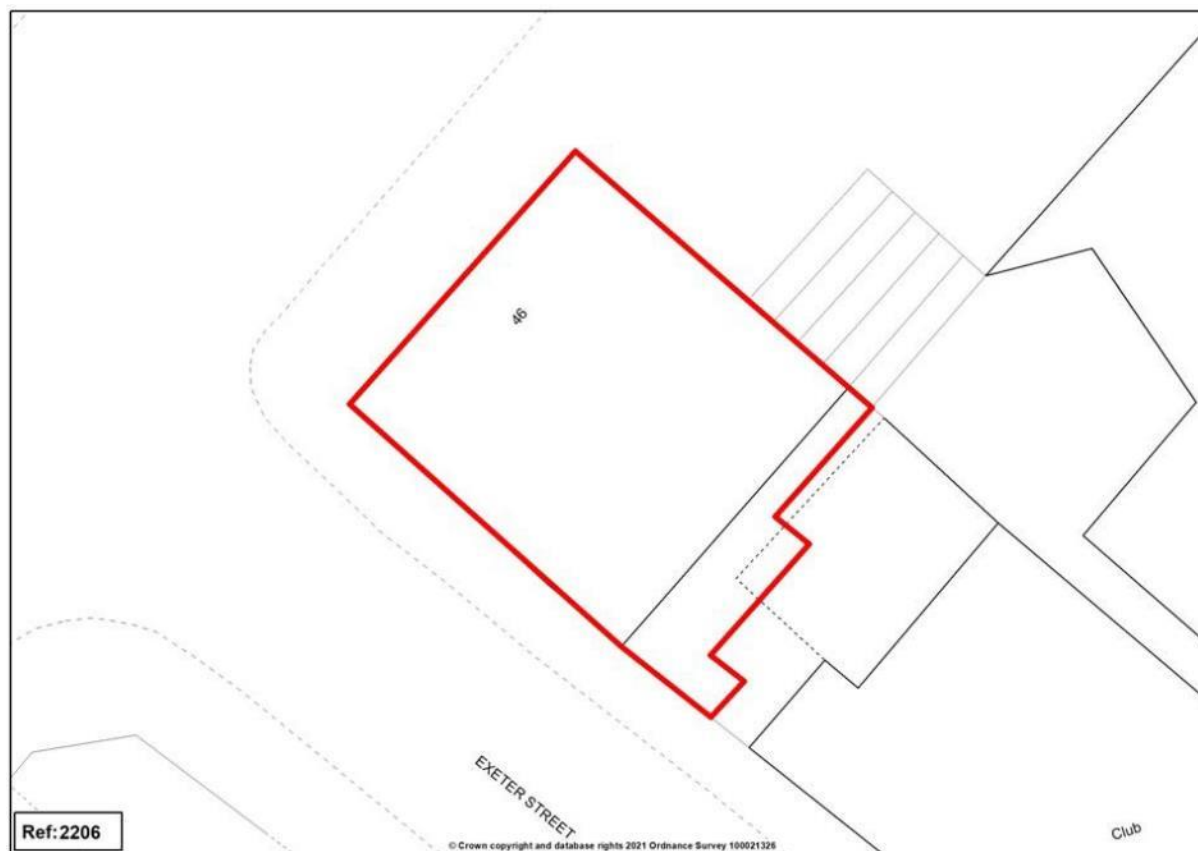 46
EXETER STREET
Club
Ref:2206
© Crown copyright and database rights 2021 Ordnance Survey 100021326